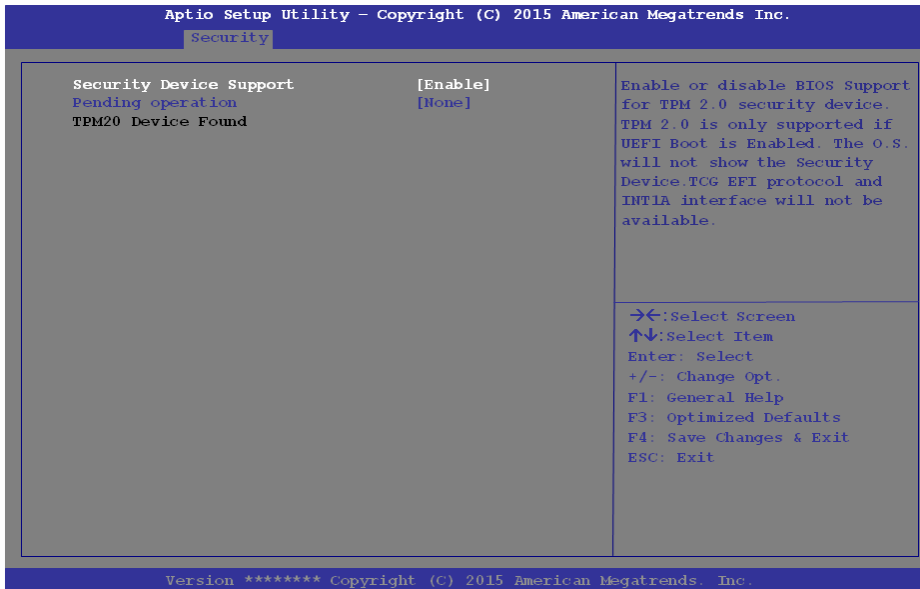 Aptio Setup Utility – Copyright (C) 2015 American Megatrends Inc.
Security
Security Device Support [Enable]
Pending operation [None]
TPM20 Device Found
Enable or disable BIOS Support
for TPM 2.0 security device.
TPM 2.0 is only supported if
UEFI Boot is Enabled. The O.S.
will not show the Security
Device.TCG EFI protocol and
INT1A interface will not be
available.
→←:Select Screen
↑↓:Select Item
Enter: Select
+/-: Change Opt.
F1: General Help
F3: Optimized Defaults
F4: Save Changes & Exit
ESC: Exit
Version ******** Copyright (C) 2015 American Megatrends. Inc.